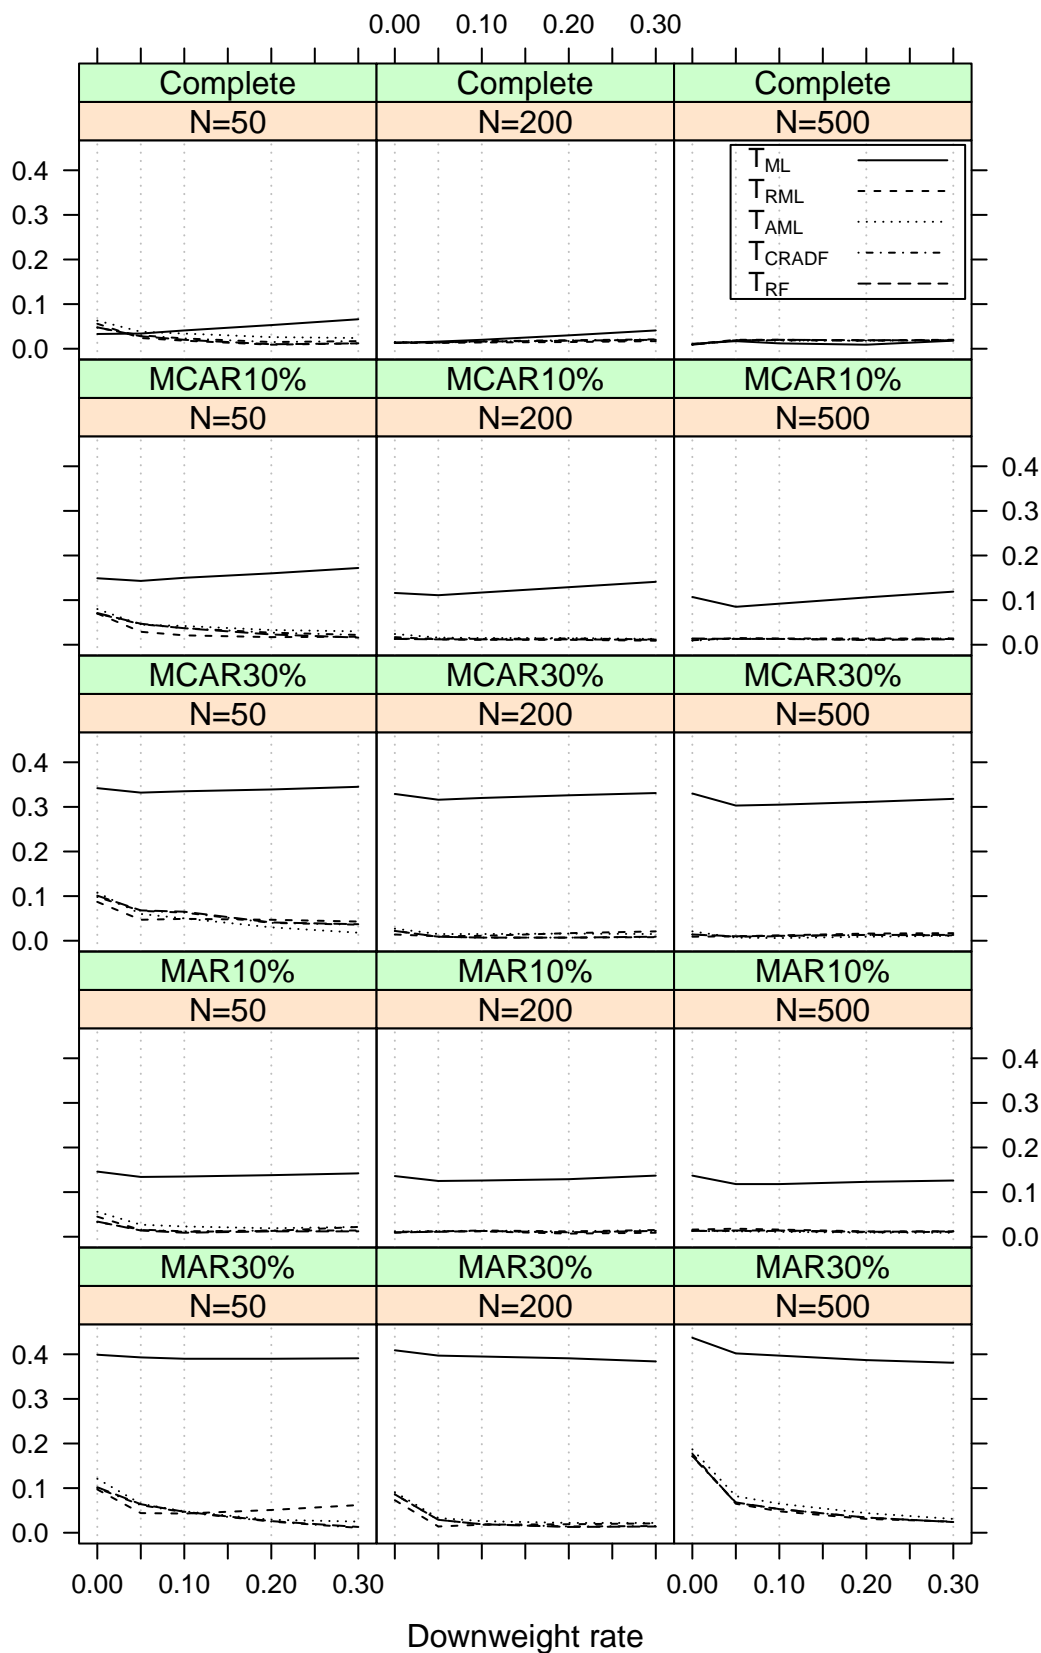 0.00 0.10 0.20 0.30
Complete Complete Complete
N=50 N=200 N=500
0.4
0.3
0.2
0.1
0.0
T_ML
T_RML
T_AML
T_CRADF
T_RF
MCAR10% MCAR10% MCAR10%
N=50 N=200 N=500
0.4
0.3
0.2
0.1
0.0
MCAR30% MCAR30% MCAR30%
N=50 N=200 N=500
0.4
0.3
0.2
0.1
0.0
MAR10% MAR10% MAR10%
N=50 N=200 N=500
0.4
0.3
0.2
0.1
0.0
MAR30% MAR30% MAR30%
N=50 N=200 N=500
0.4
0.3
0.2
0.1
0.0
0.00 0.10 0.20 0.30 0.00 0.10 0.20 0.30
Downweight rate